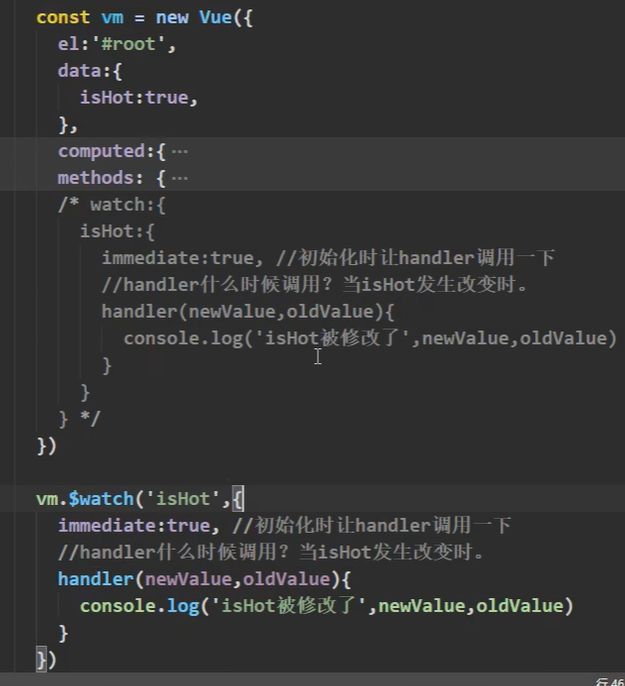 const vm = new Vue({
el:'#root',
data:{
isHot:true,
},
computed:{ ···
methods: { ···
/* watch:{
isHot:{
immediate:true, //初始化时让handler调用一下
//handler什么时候调用？当isHot发生改变时。
handler(newValue,oldValue){
console.log('isHot被修改了',newValue,oldValue)
}
}
} */
})
vm.$watch('isHot',{
immediate:true, //初始化时让handler调用一下
//handler什么时候调用？当isHot发生改变时。
handler(newValue,oldValue){
console.log('isHot被修改了',newValue,oldValue)
}
})
行 46